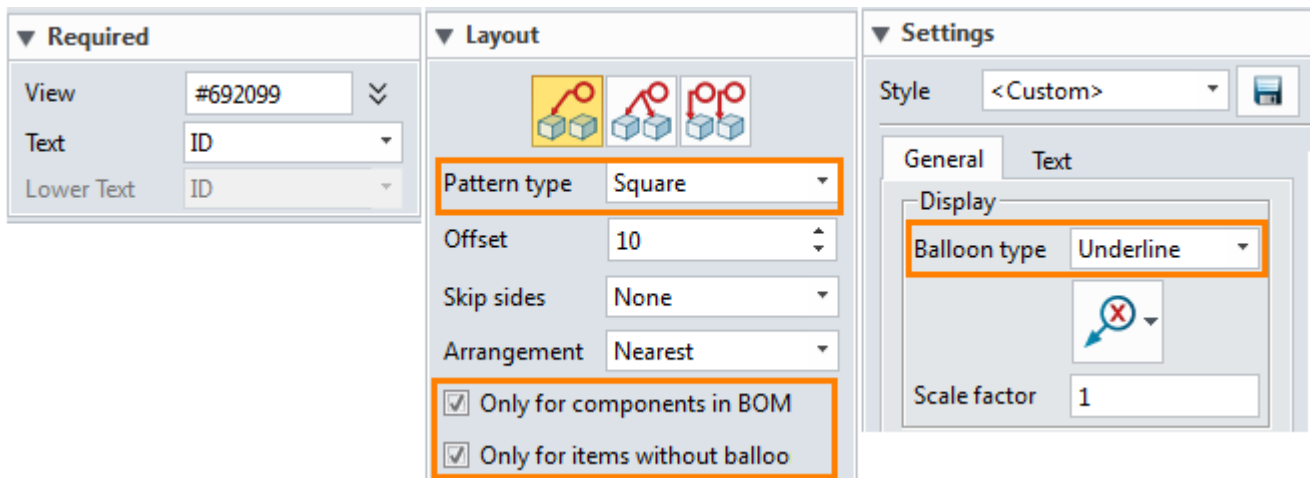 Required
View #692099
Text ID
Lower Text ID
Layout
Pattern type Square
Offset 10
Skip sides None
Arrangement Nearest
Only for components in BOM
Only for items without balloo
Settings
Style <Custom>
General Text
Display
Balloon type Underline
X
Scale factor 1